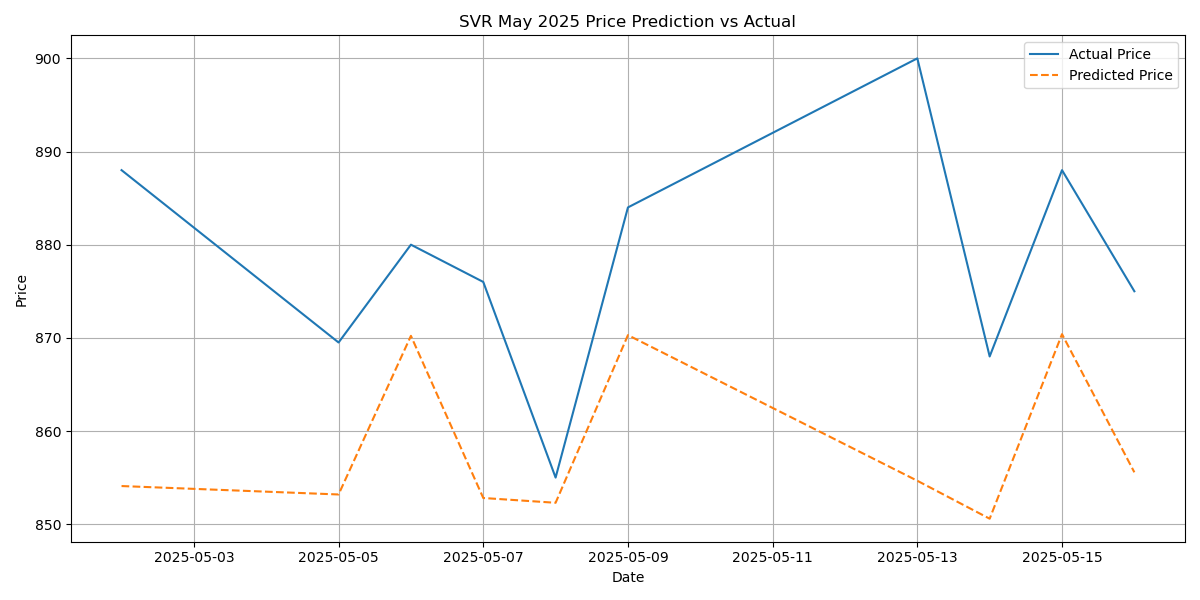 SVR May 2025 Price Prediction vs Actual
Actual Price
Predicted Price
900
890
880
870
860
850
Price
2025-05-03
2025-05-05
2025-05-07
2025-05-09
2025-05-11
2025-05-13
2025-05-15
Date